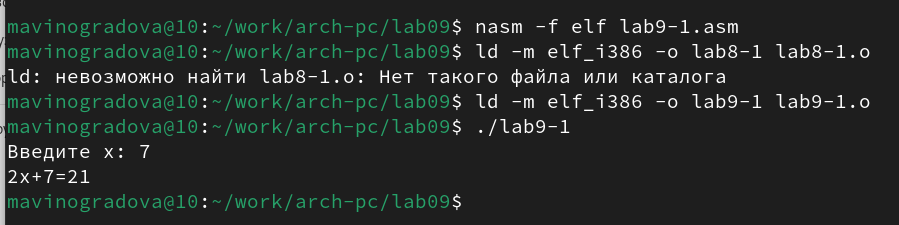 mavinogradova@10:~/work/arch-pc/lab09$ nasm -f elf lab9-1.asm
mavinogradova@10:~/work/arch-pc/lab09$ ld -m elf_i386 -o lab8-1 lab8-1.o
ld: невозможно найти lab8-1.o: Нет такого файла или каталога
mavinogradova@10:~/work/arch-pc/lab09$ ld -m elf_i386 -o lab9-1 lab9-1.o
mavinogradova@10:~/work/arch-pc/lab09$ ./lab9-1
Введите x: 7
2x+7=21
mavinogradova@10:~/work/arch-pc/lab09$